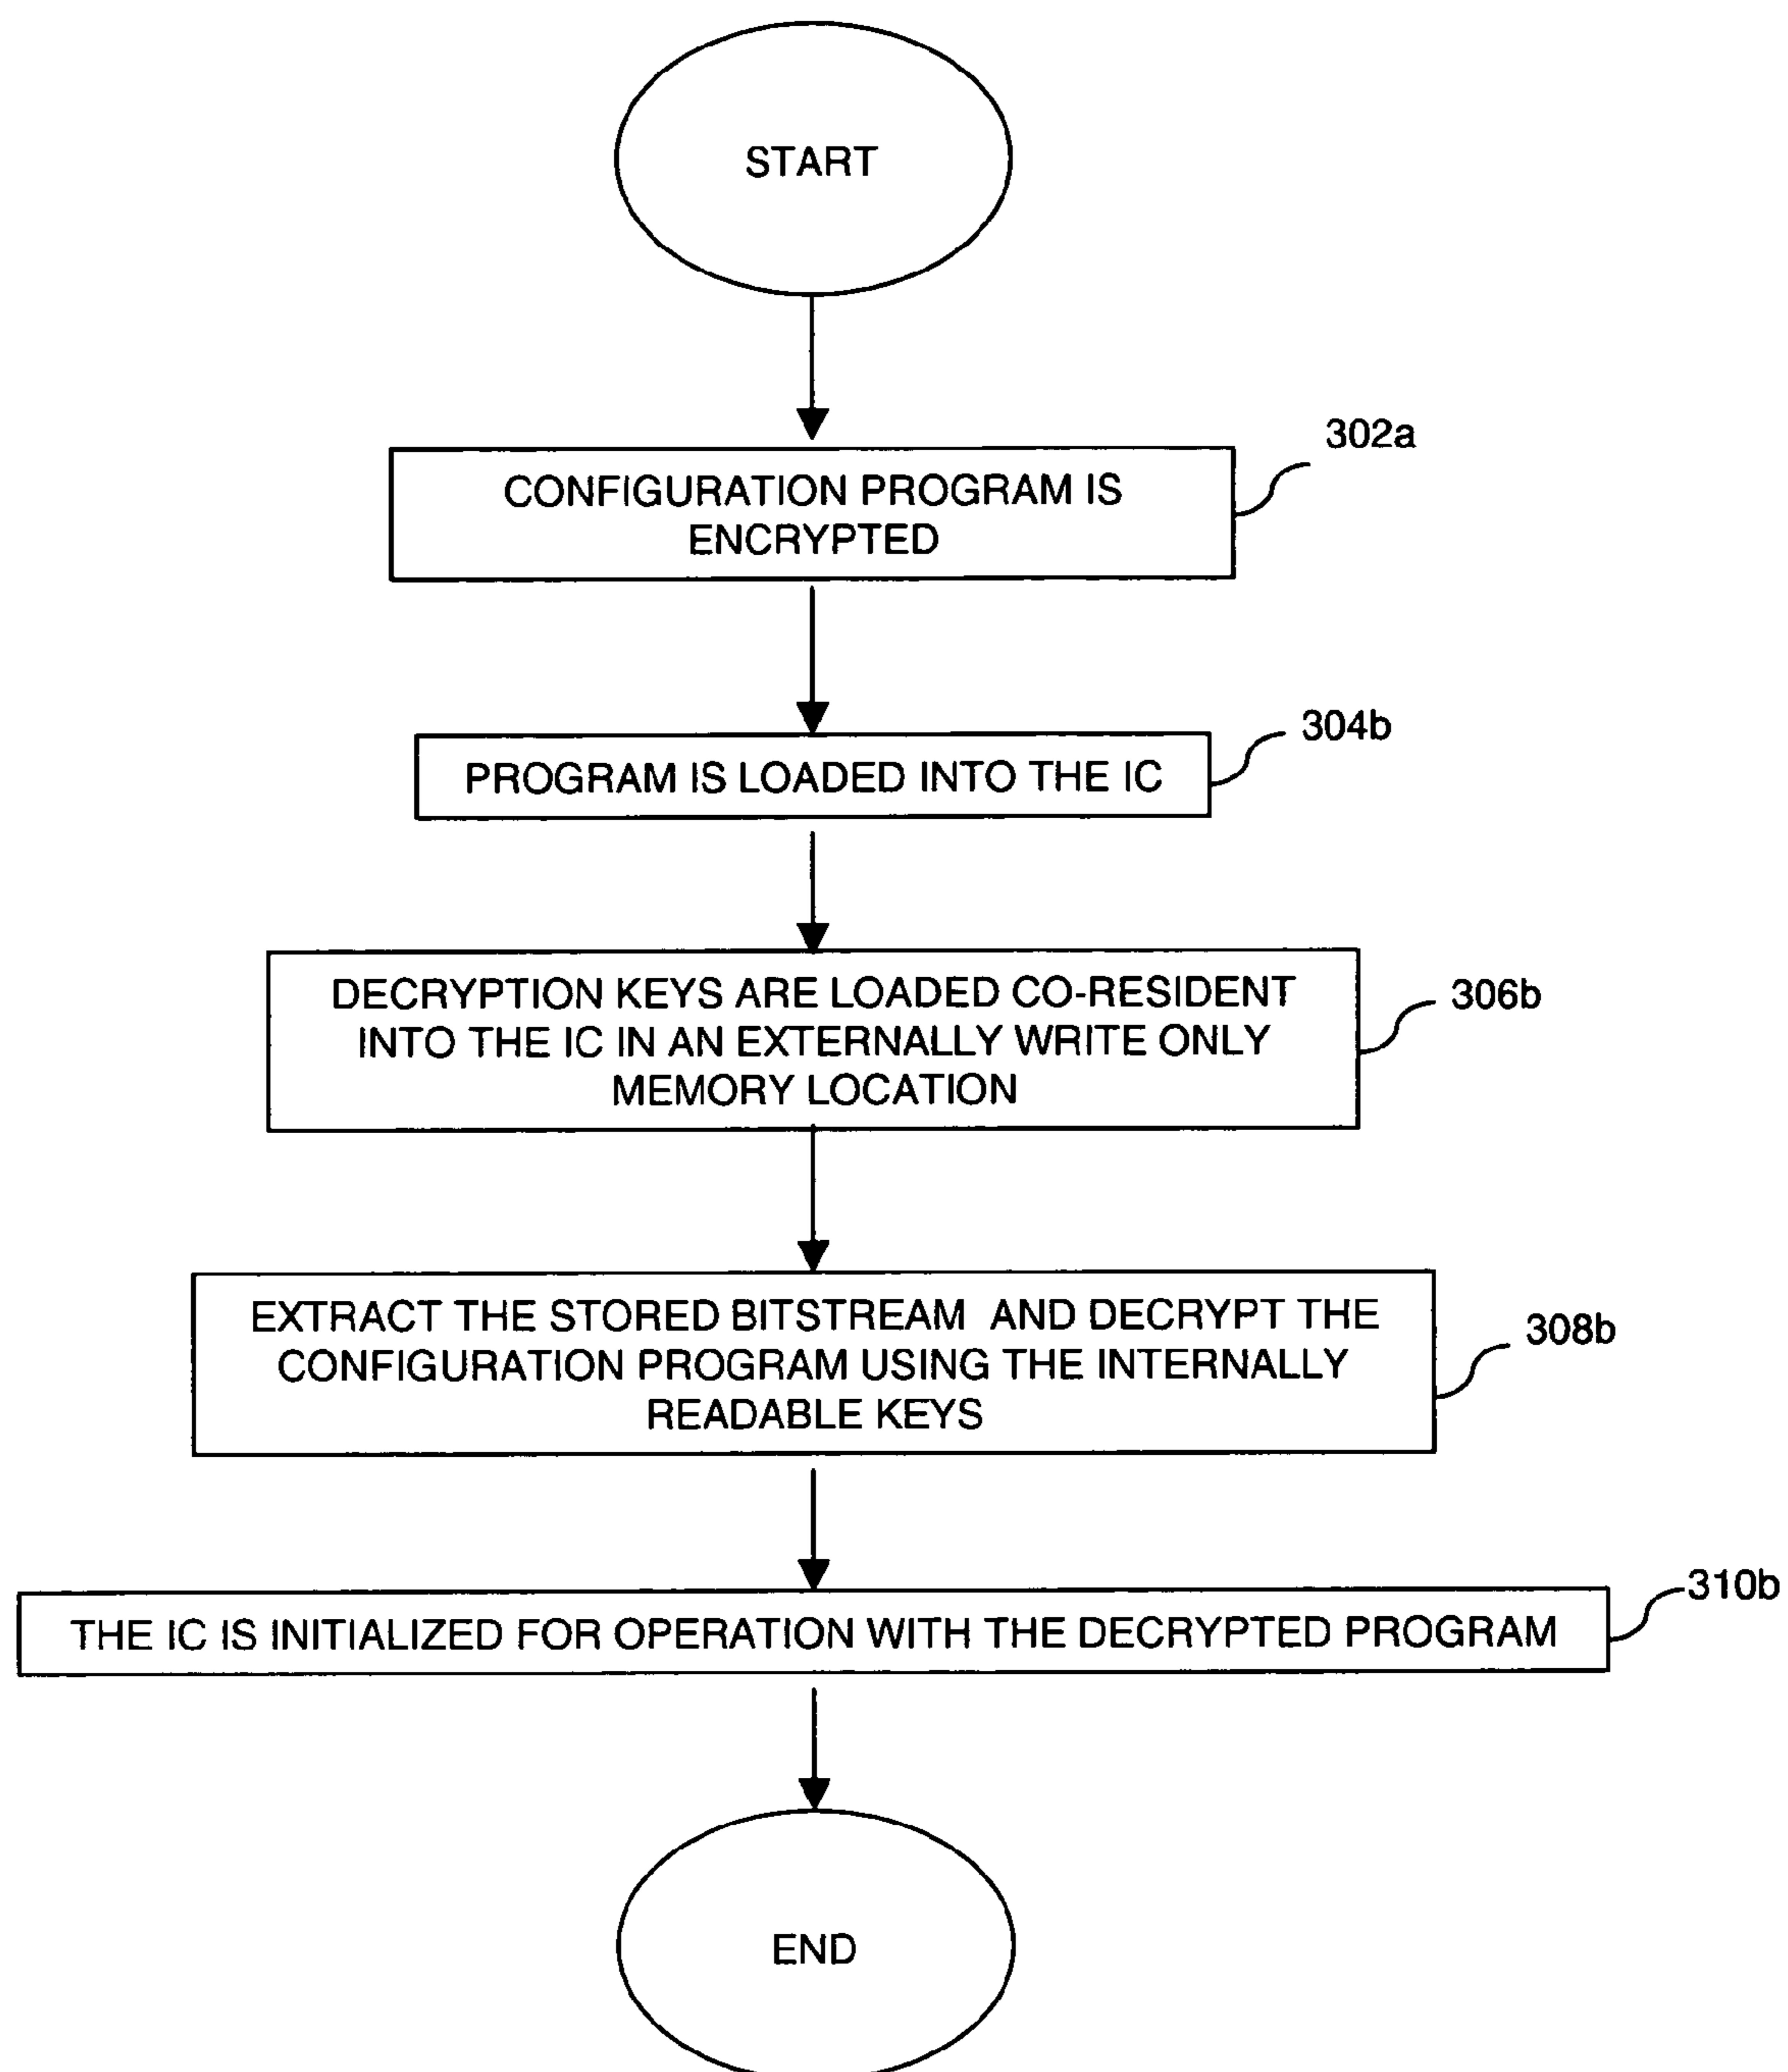 START
302a
CONFIGURATION PROGRAM IS
ENCRYPTED
304b
PROGRAM IS LOADED INTO THE IC
306b
DECRYPTION KEYS ARE LOADED CO-RESIDENT
INTO THE IC IN AN EXTERNALLY WRITE ONLY
MEMORY LOCATION
308b
EXTRACT THE STORED BITSTREAM AND DECRYPT THE
CONFIGURATION PROGRAM USING THE INTERNALLY
READABLE KEYS
310b
THE IC IS INITIALIZED FOR OPERATION WITH THE DECRYPTED PROGRAM
END